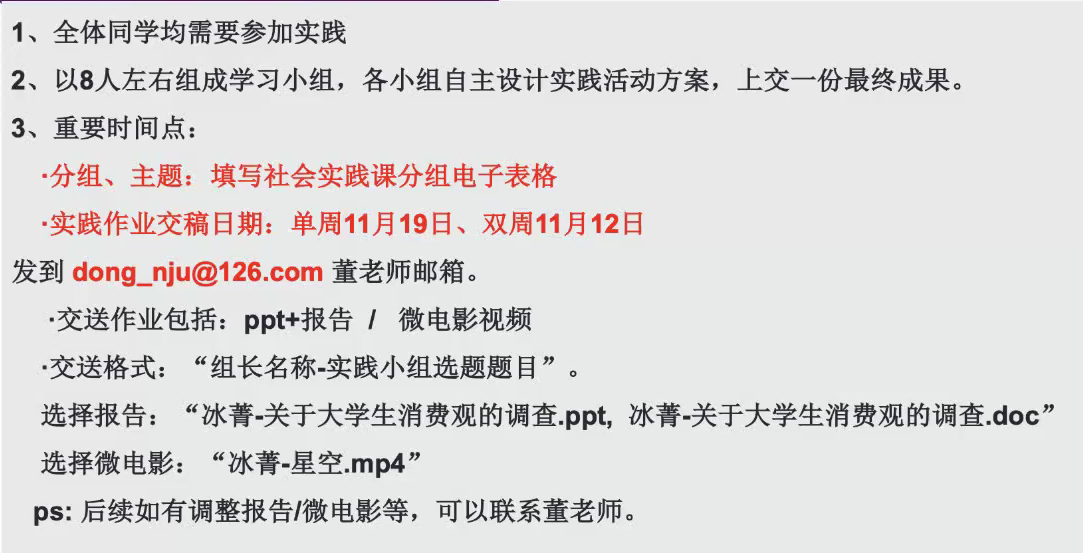 1、全体同学均需要参加实践
2、以8人左右组成学习小组，各小组自主设计实践活动方案，上交一份最终成果。
3、重要时间点：
·分组、主题：填写社会实践课分组电子表格
·实践作业交稿日期：单周11月19日、双周11月12日
发到 dong_nju@126.com 董老师邮箱。
·交送作业包括：ppt+报告 / 微电影视频
·交送格式：“组长名称-实践小组选题题目”。
选择报告：“冰菁-关于大学生消费观的调查.ppt, 冰菁-关于大学生消费观的调查.doc”
选择微电影：“冰菁-星空.mp4”
ps: 后续如有调整报告/微电影等，可以联系董老师。